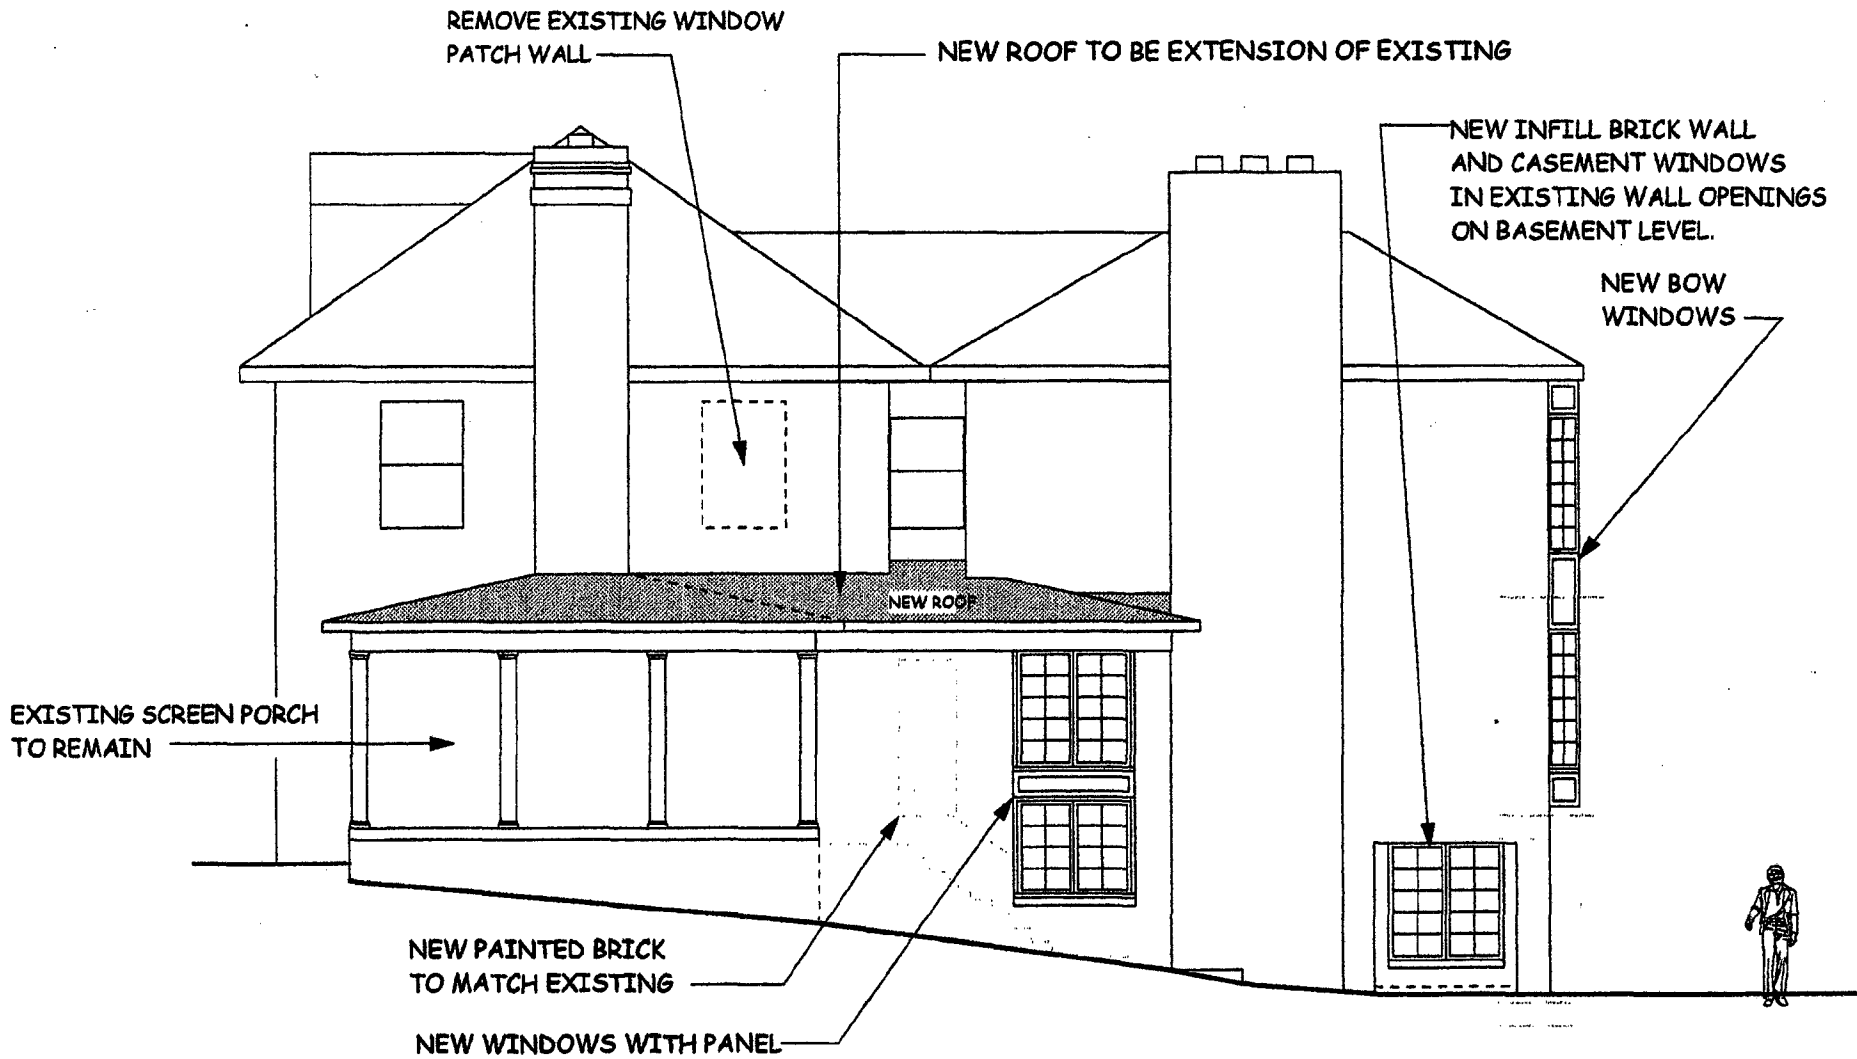 REMOVE EXISTING WINDOW
PATCH WALL
NEW ROOF TO BE EXTENSION OF EXISTING
NEW INFILL BRICK WALL
AND CASEMENT WINDOWS
IN EXISTING WALL OPENINGS
ON BASEMENT LEVEL.
NEW BOW
WINDOWS
NEW ROOF
EXISTING SCREEN PORCH
TO REMAIN
NEW PAINTED BRICK
TO MATCH EXISTING
NEW WINDOWS WITH PANEL